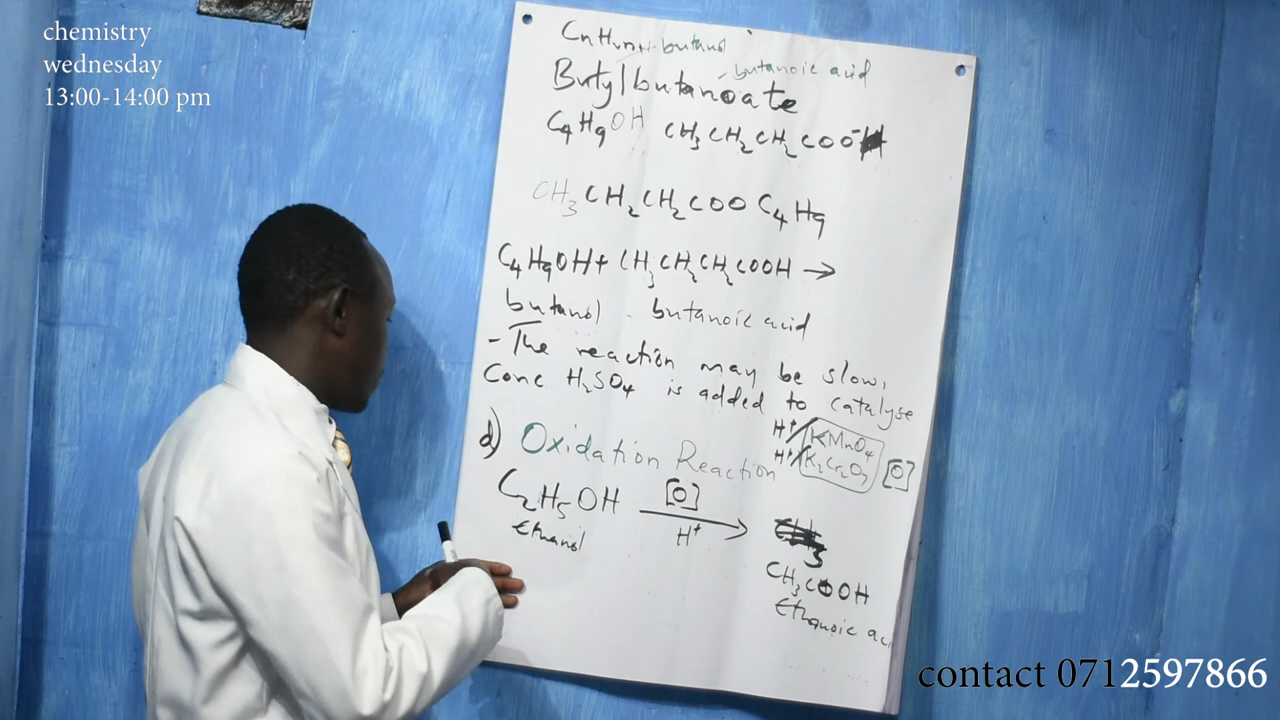 chemistry
wednesday
13:00-14:00 pm
butanol
butanoic acid
Butylbutanoate
C4H9OH CH3CH2CH2COO-
CH3CH2CH2COOC4H9
C4H9OH + CH3CH2CH2COOH →
butanol . butanoic acid
- The reaction may be slow,
Conc H2SO4 is added to catalyse
H+/KMnO4
d) Oxidation Reaction H+/K2Cr2O7 [O]
C2H5OH [O] →
Ethanol H+
CH3COOH
Ethanoic aci
contact 0712597866